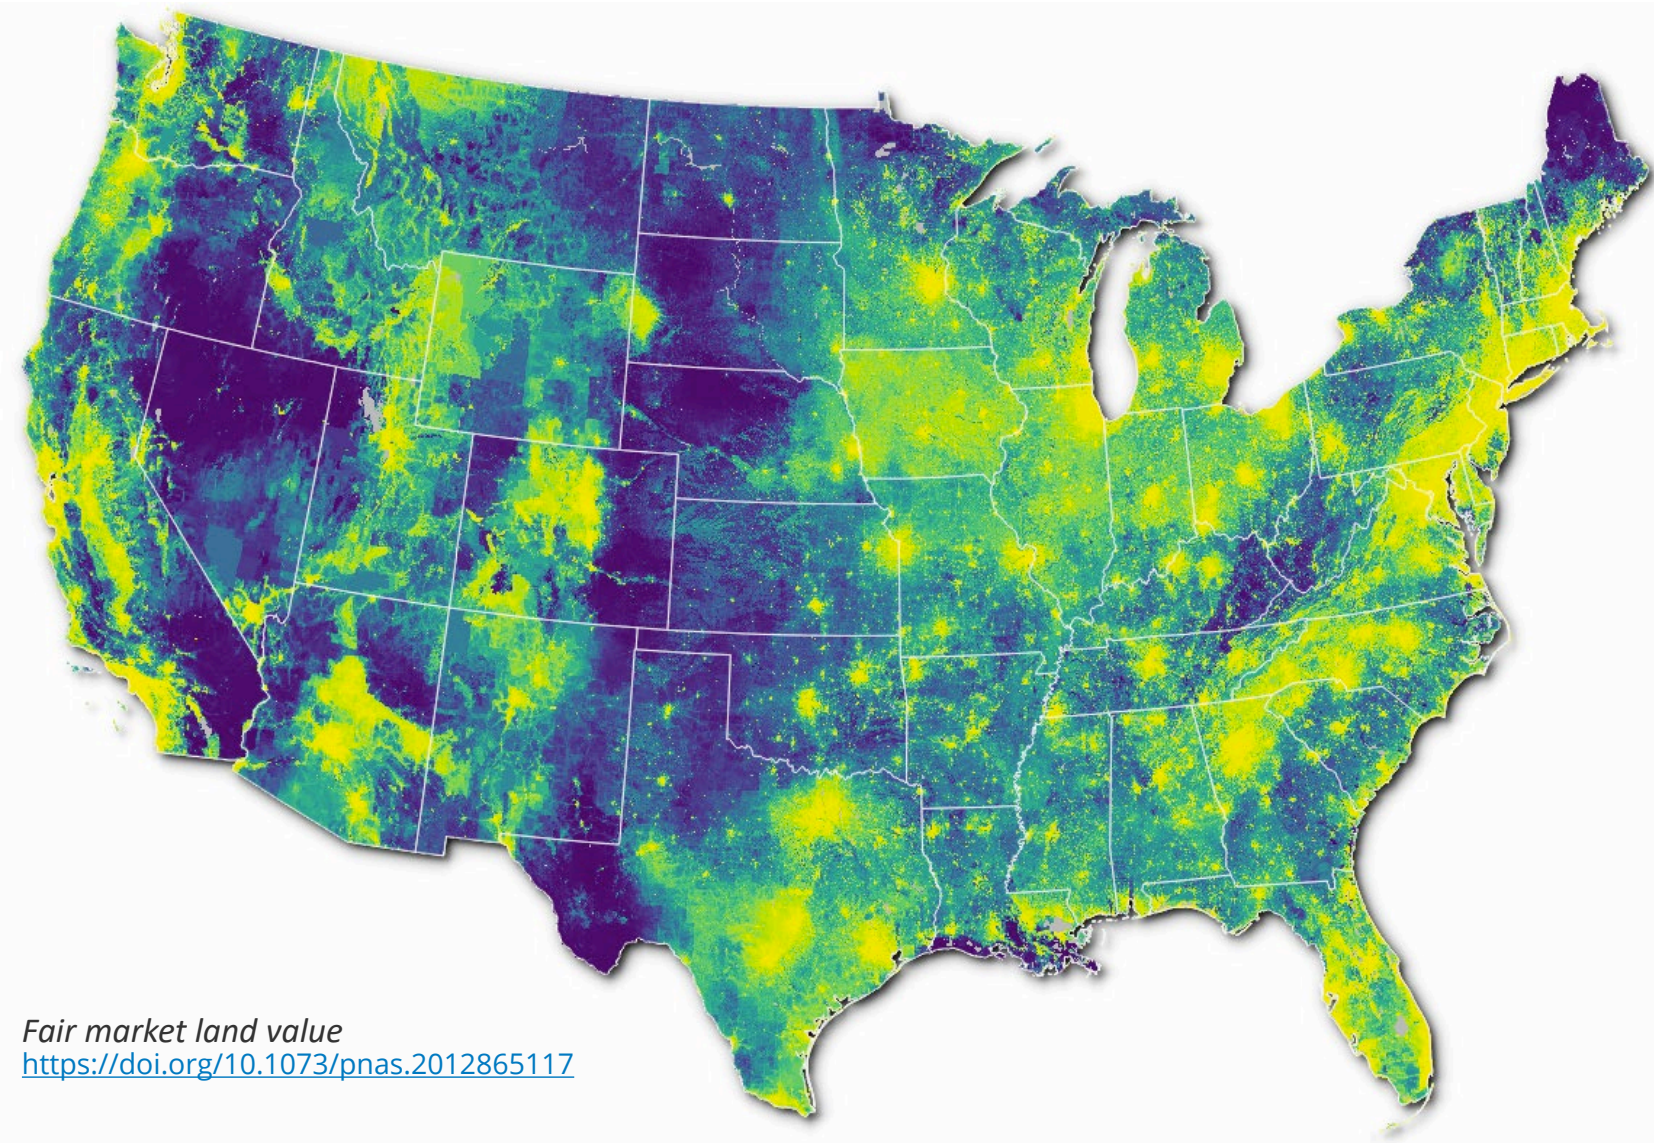 Fair market land value
https://doi.org/10.1073/pnas.2012865117